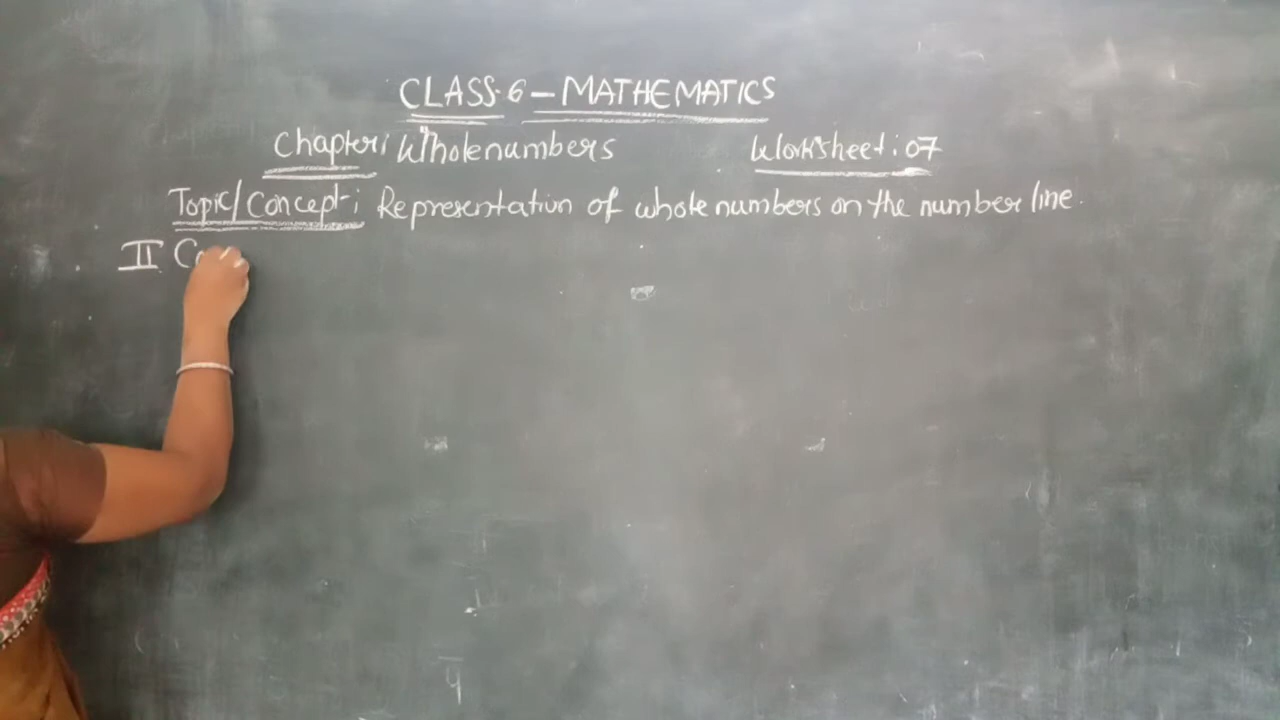 CLASS-6 - MATHEMATICS
Chapter: Wholenumbers Worksheet: 07
Topic/Concept: Representation of whole numbers on the number line.
II